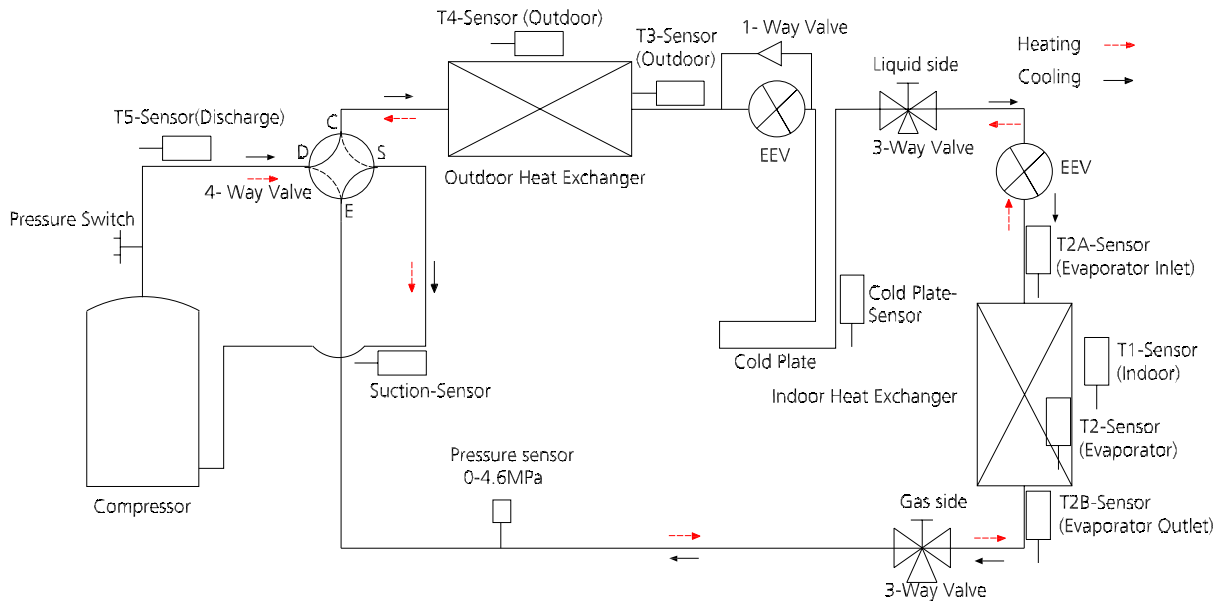 T4-Sensor (Outdoor)
T3-Sensor
(Outdoor)
1- Way Valve
Heating
Cooling
Liquid side
T5-Sensor(Discharge)
C
D
S
E
4- Way Valve
EEV
3-Way Valve
EEV
Outdoor Heat Exchanger
Pressure Switch
T2A-Sensor
(Evaporator Inlet)
Cold Plate-
Sensor
Cold Plate
T1-Sensor
(Indoor)
Suction-Sensor
Indoor Heat Exchanger
T2-Sensor
(Evaporator)
Pressure sensor
0-4.6MPa
Compressor
Gas side
T2B-Sensor
(Evaporator Outlet)
3-Way Valve